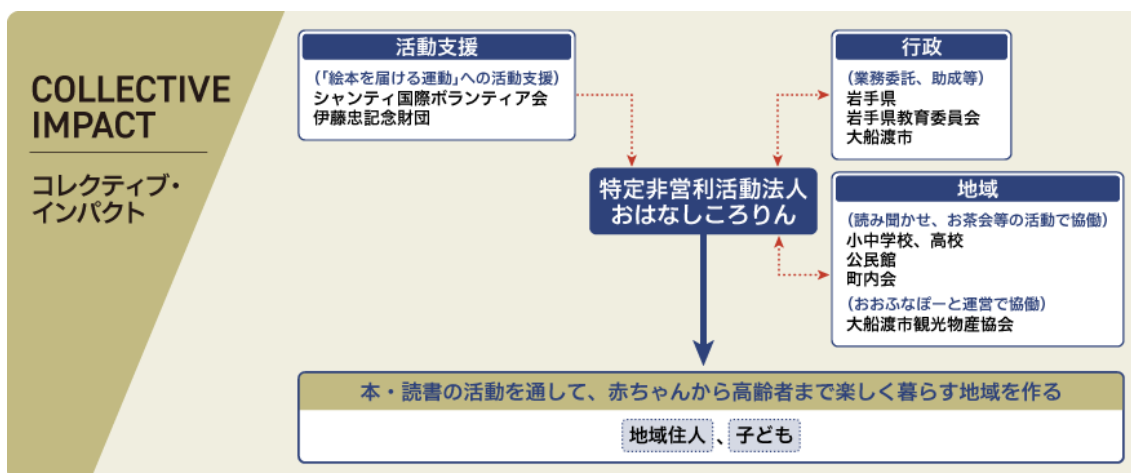 COLLECTIVE
IMPACT
コレクティブ・
インパクト
活動支援
(「絵本を届ける運動」への活動支援)
シャンティ国際ボランティア会
伊藤忠記念財団
行政
(業務委託、助成等)
岩手県
岩手県教育委員会
大船渡市
特定非営利活動法人
おはなしころりん
地域
(読み聞かせ、お茶会等の活動で協働)
小中学校、高校
公民館
町内会
(おおふなぽーと運営で協働)
大船渡市観光物産協会
本・読書の活動を通して、赤ちゃんから高齢者まで楽しく暮らす地域を作る
地域住人、子ども